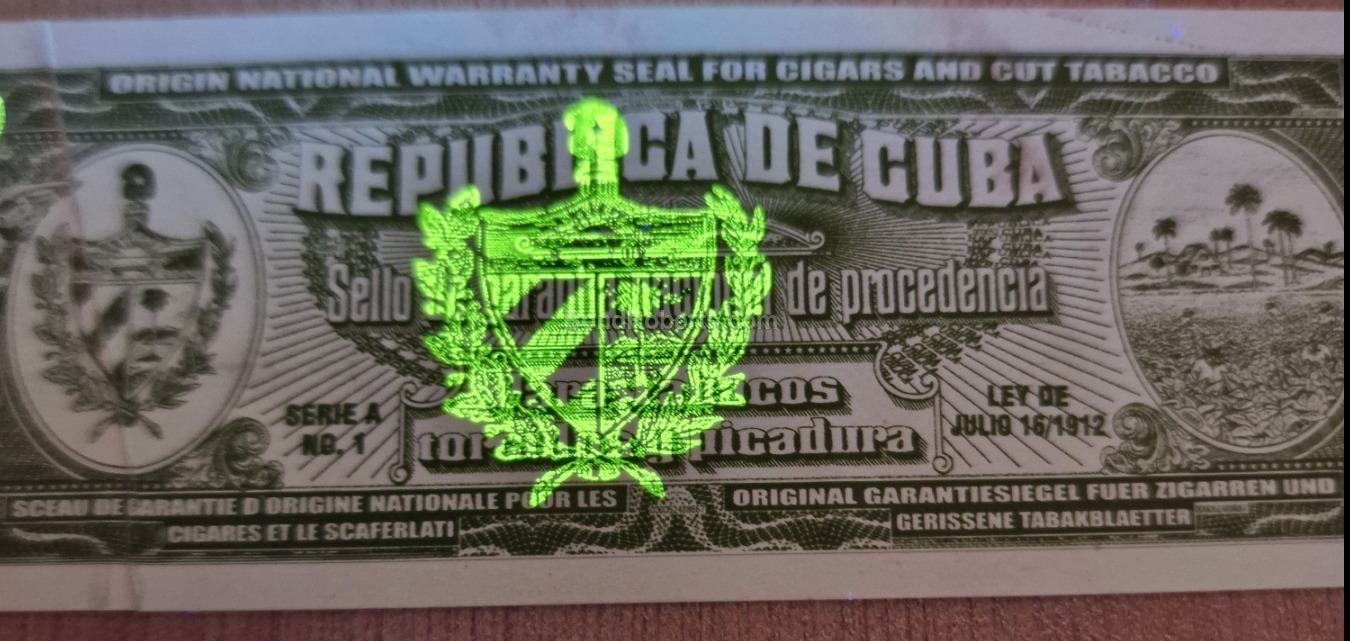 ORIGIN NATIONAL WARRANTY SEAL FOR CIGARS AND CUT TABACCO
REPUBLICA DE CUBA
Sello de procedencia
SERIE A
NO. 1
LEY DE
JULIO 16/1912
picadura
SCEAU DE GARANTIE D ORIGINE NATIONALE POUR LES
CIGARES ET LE SCAFERLATI
ORIGINAL GARANTIESIEGEL FUER ZIGARREN UND
GERISSENE TABAKBLAETTER